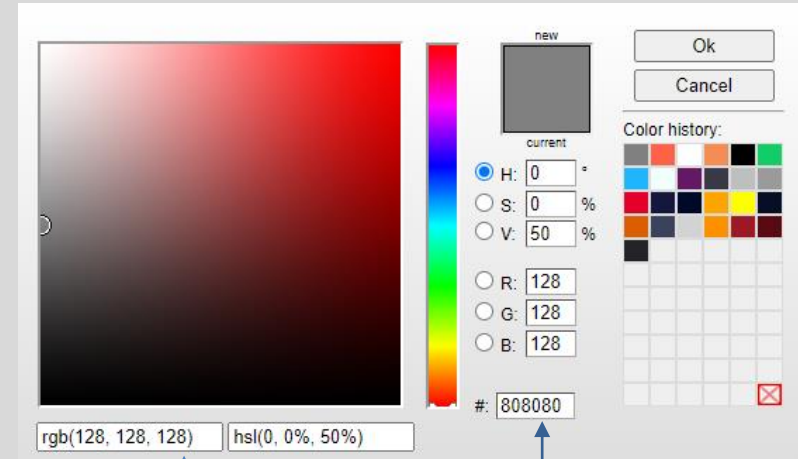 new
current
Ok
Cancel
Color history:
H: 0 °
S: 0 %
V: 50 %
R: 128
G: 128
B: 128
#: 808080
rgb(128, 128, 128) hsl(0, 0%, 50%)